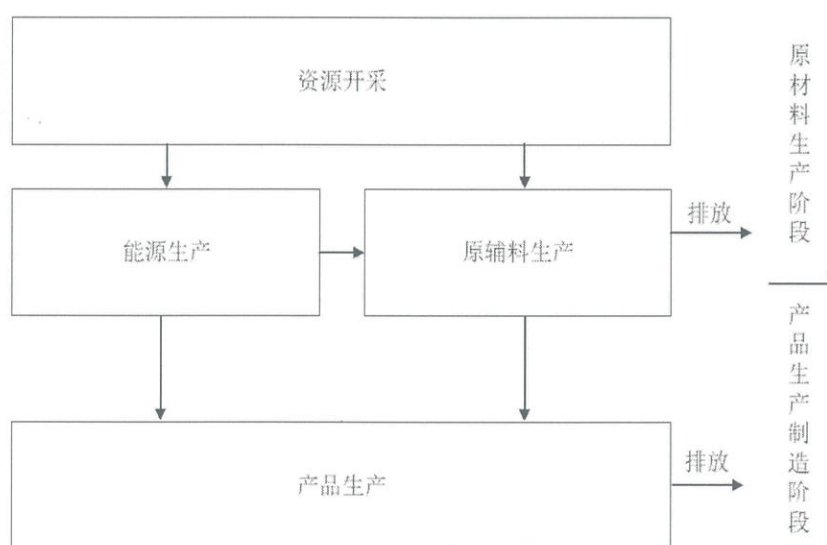 资源开采
原材料生产阶段
能源生产
原辅料生产
排放
产品生产
排放
产品生产制造阶段